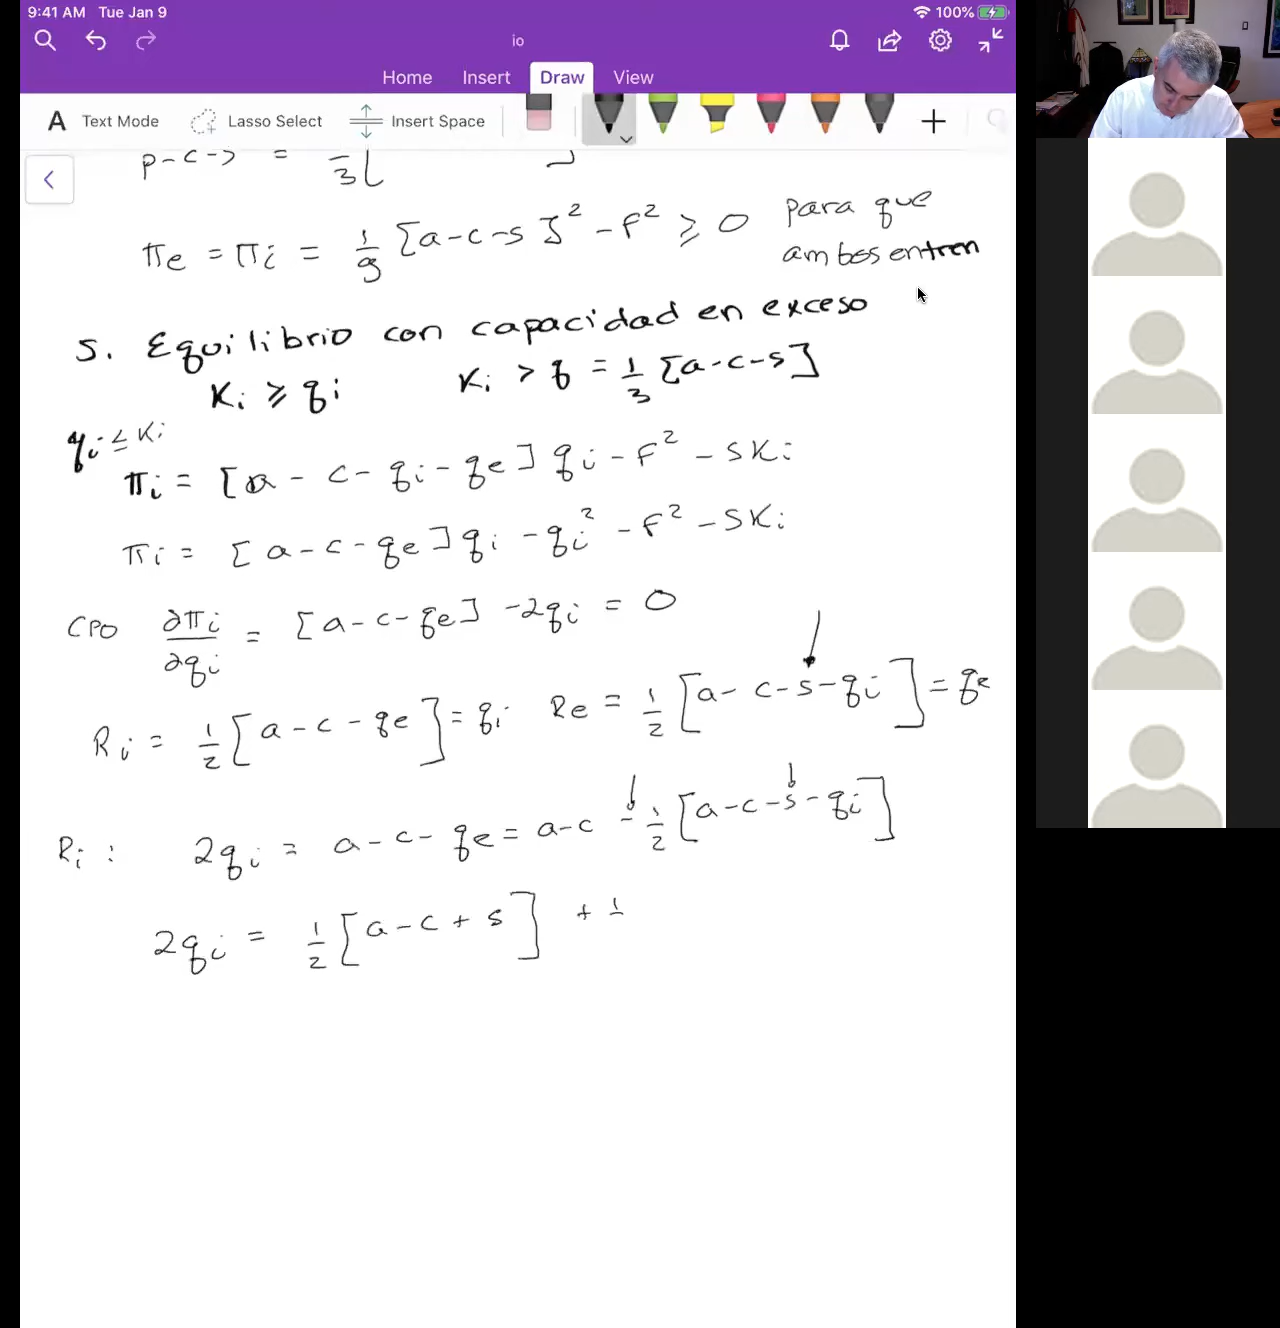 9:41 AM Tue Jan 9
100%
io
Home Insert Draw View
A Text Mode Lasso Select Insert Space
p-c-s = 1/3 [ ]
πe = πi = 1/9 [a-c-s]² - f² ≥ 0 para que
ambos entren
5. Equilibrio con capacidad en exceso
Ki ≥ qi Ki > q = 1/3 [a-c-s]
qi ≤ Ki
πi = [a - c - qi - qe] qi - f² - sKi
πi = [a-c-qe] qi - qi² - f² - sKi
CPO ∂πi/∂qi = [a-c-qe] -2qi = 0
Ri = 1/2 [a-c-qe] = qi Re = 1/2 [a-c-s-qi] = qe
Ri: 2qi = a-c-qe = a-c - 1/2 [a-c-s-qi]
2qi = 1/2 [a-c+s] + 1